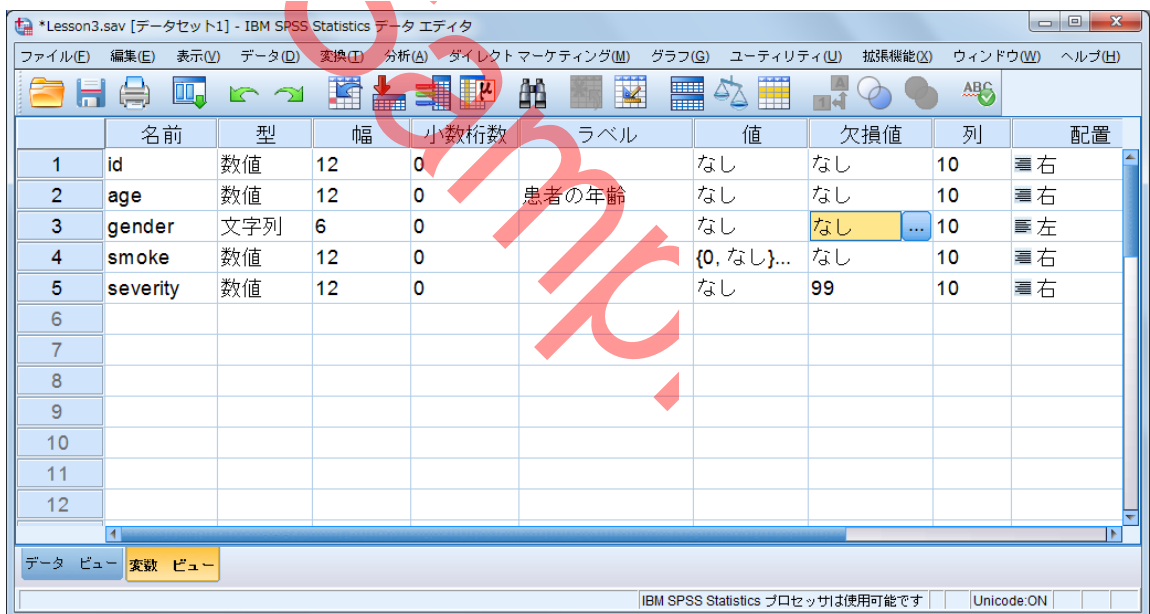 *Lesson3.sav [データセット1] - IBM SPSS Statistics データ エディタ
ファイル(F) 編集(E) 表示(V) データ(D) 変換(T) 分析(A) ダイレクトマーケティング(M) グラフ(G) ユーティリティ(U) 拡張機能(X) ウィンドウ(W) ヘルプ(H)
名前 型 幅 小数桁数 ラベル 値 欠損値 列 配置
1 id 数値 12 0 なし なし 10 右
2 age 数値 12 0 患者の年齢 なし なし 10 右
3 gender 文字列 6 0 なし なし ... 10 左
4 smoke 数値 12 0 {0, なし}... なし 10 右
5 severity 数値 12 0 なし 99 10 右
6
7
8
9
10
11
12
データ ビュー 変数 ビュー
IBM SPSS Statistics プロセッサは使用可能です Unicode:ON